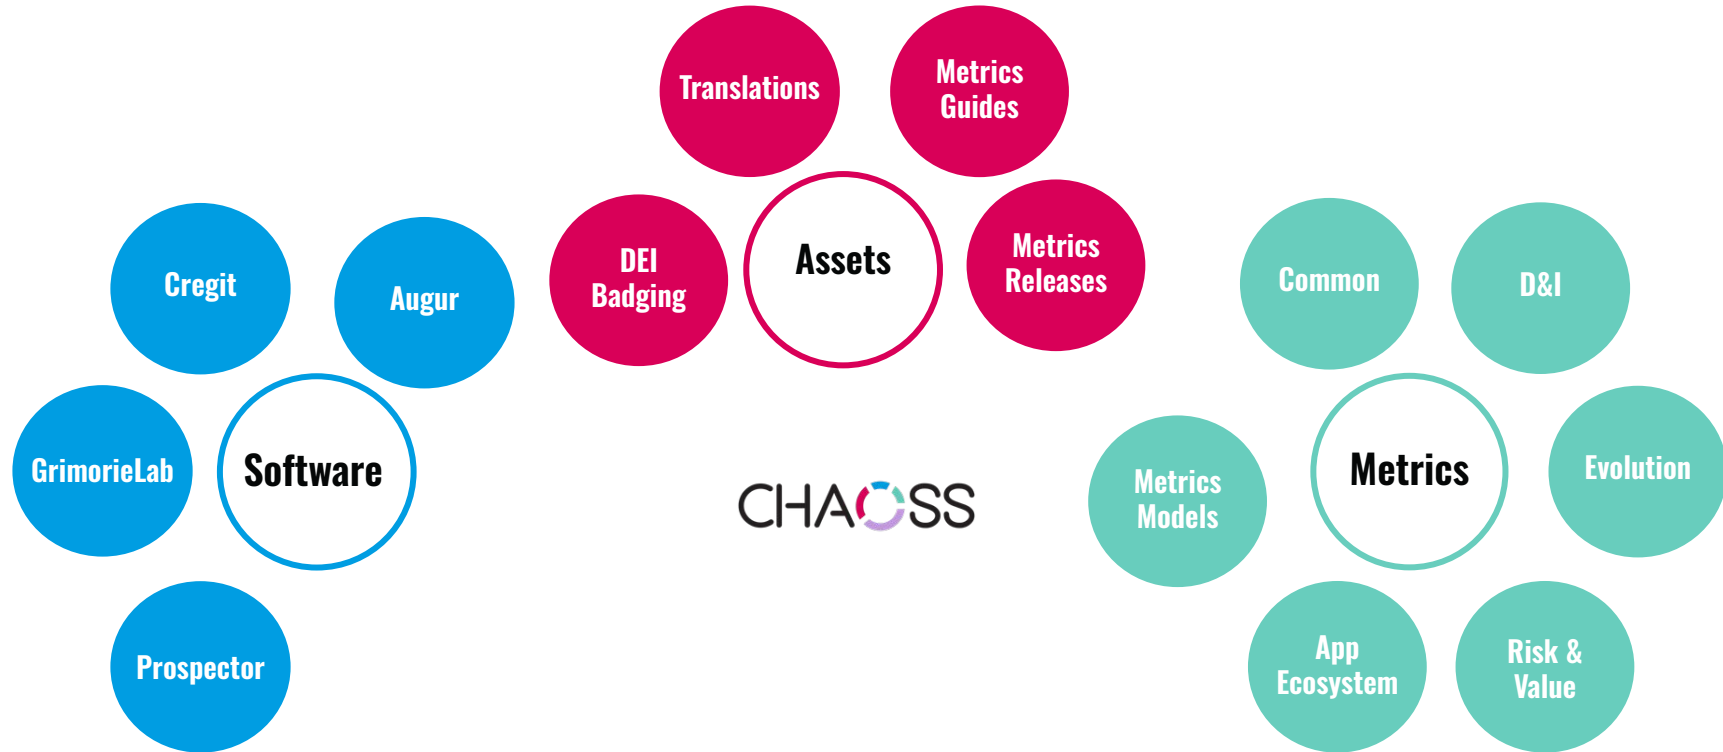 Translations
Metrics
Guides
DEI
Badging
Assets
Metrics
Releases
Cregit
Augur
GrimorieLab
Software
Prospector
CHAOSS
Common
D&I
Metrics
Models
Metrics
Evolution
App
Ecosystem
Risk &
Value